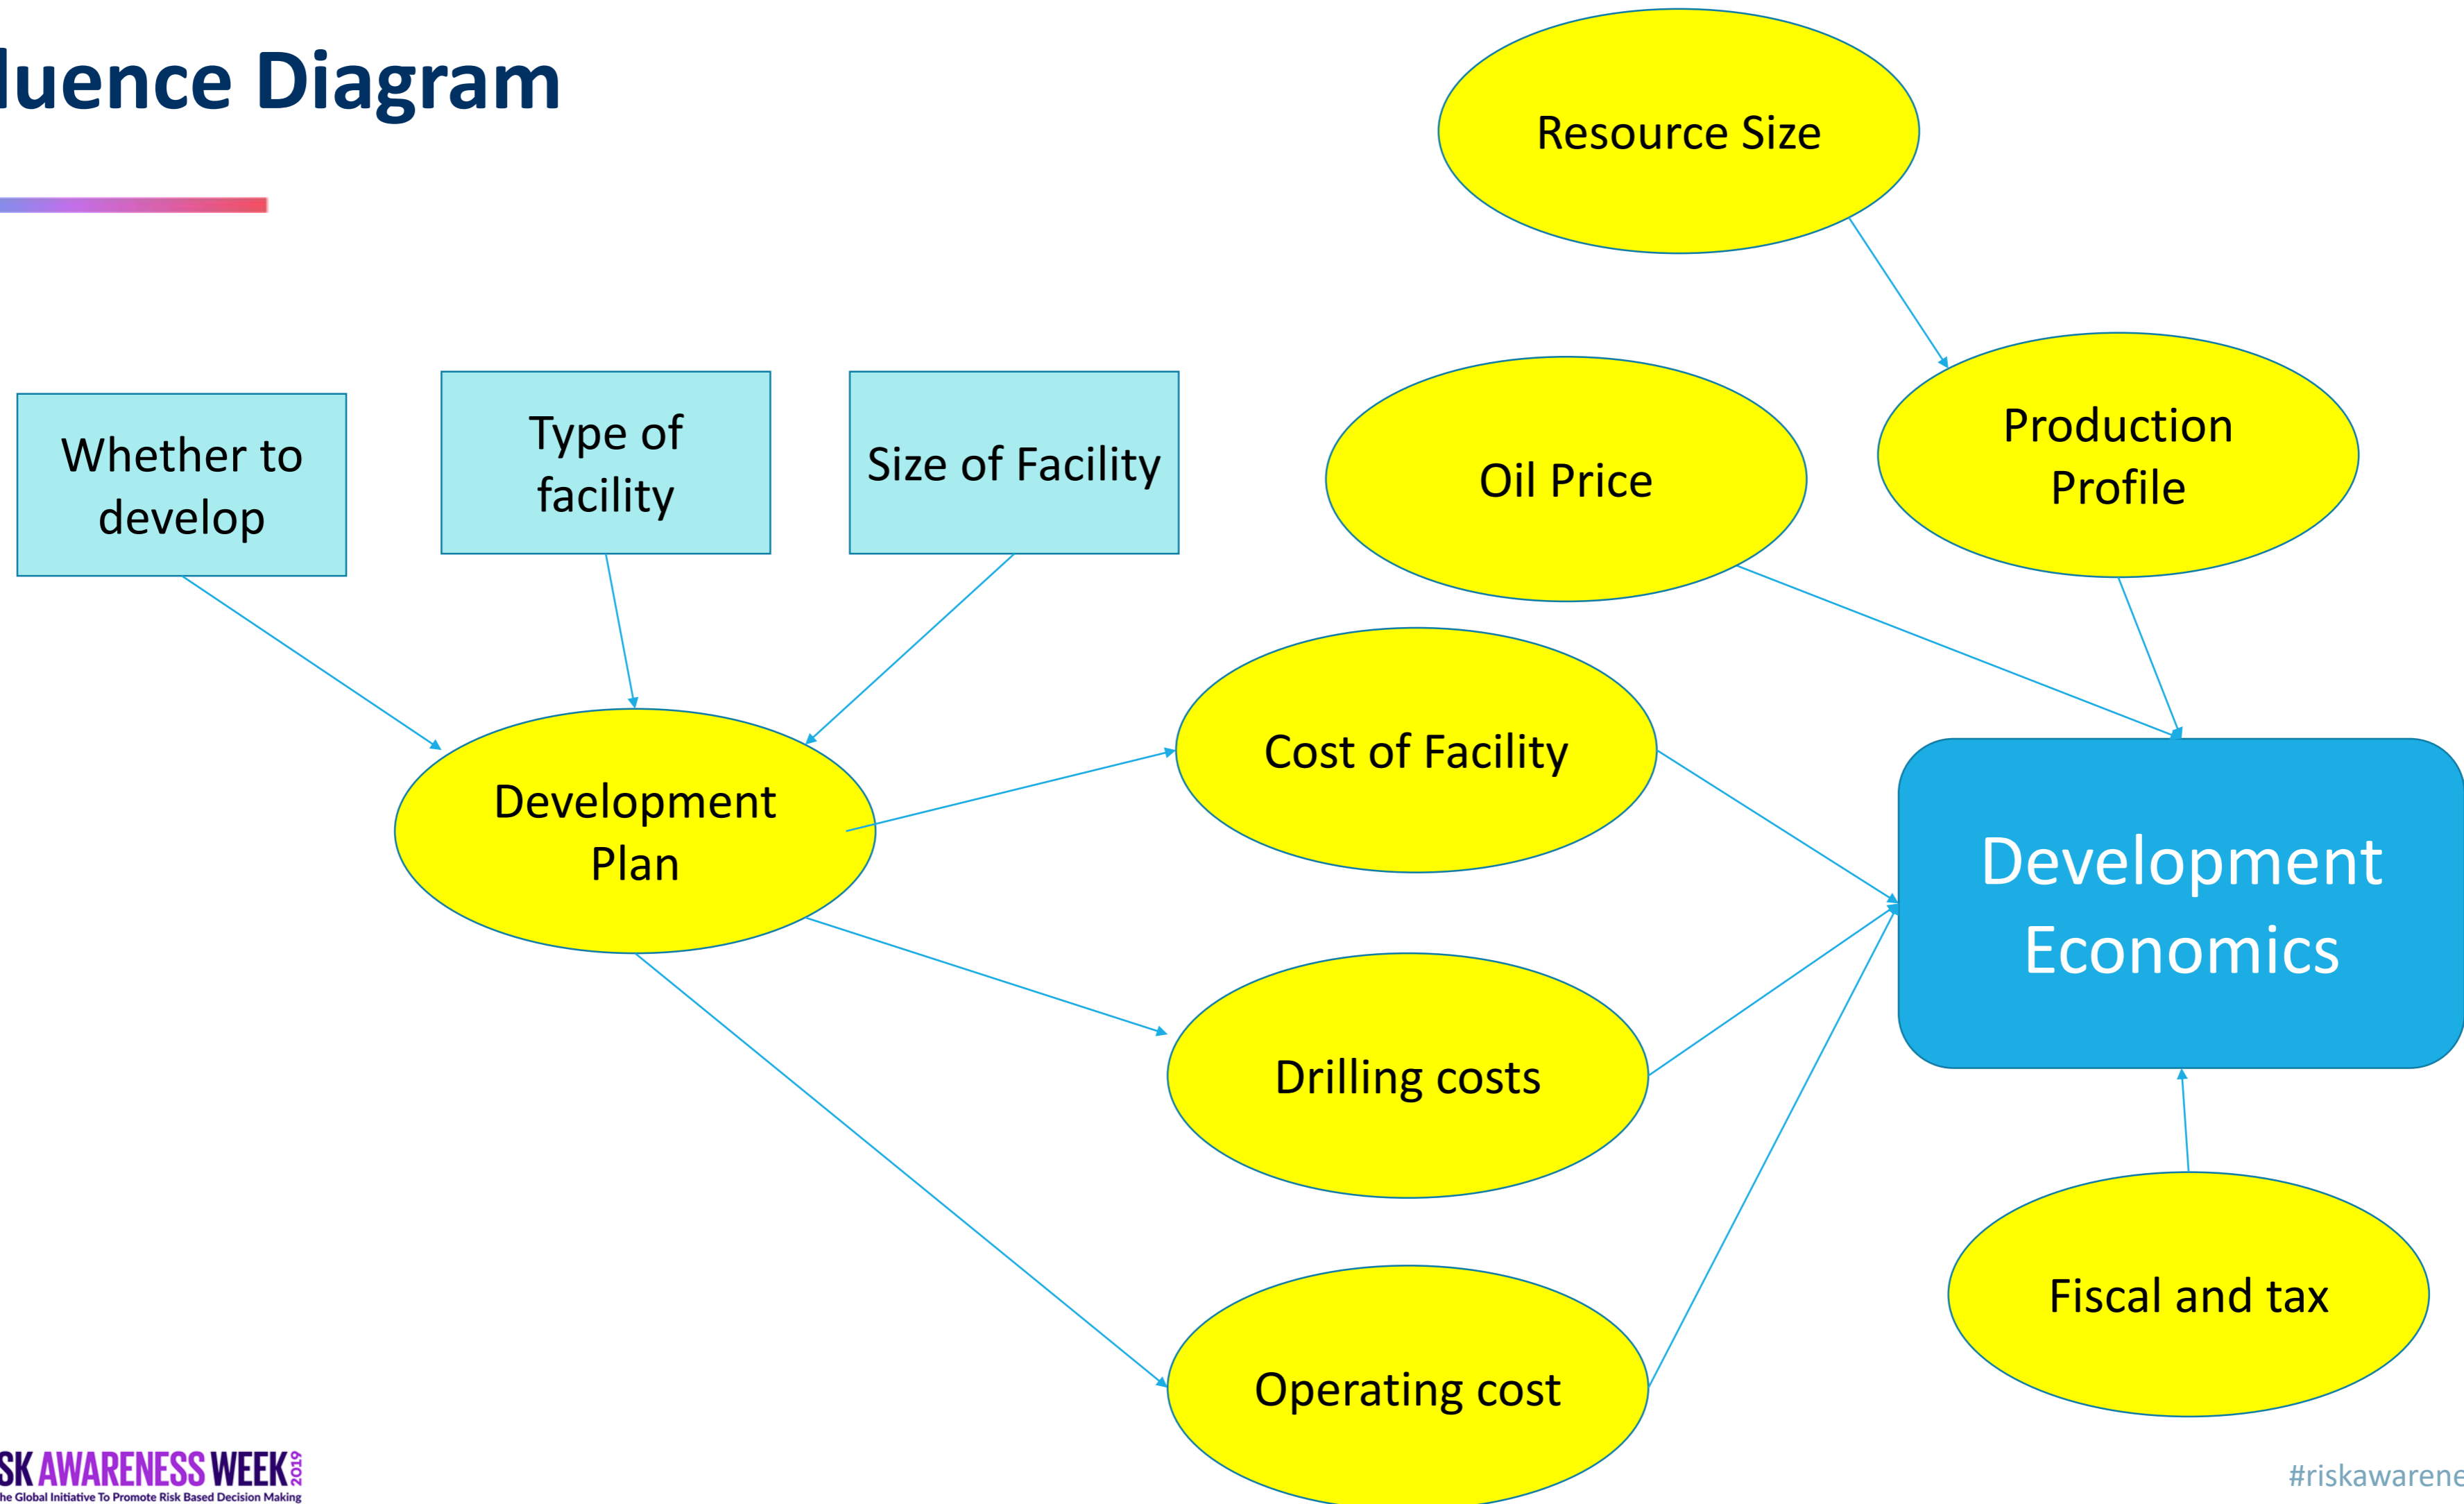 luence Diagram
Resource Size
Whether to
develop
Type of
facility
Size of Facility
Oil Price
Production
Profile
Development
Plan
Cost of Facility
Development
Economics
Drilling costs
Fiscal and tax
Operating cost
SK AWARENESS WEEK 2019
he Global Initiative To Promote Risk Based Decision Making
#riskawarene